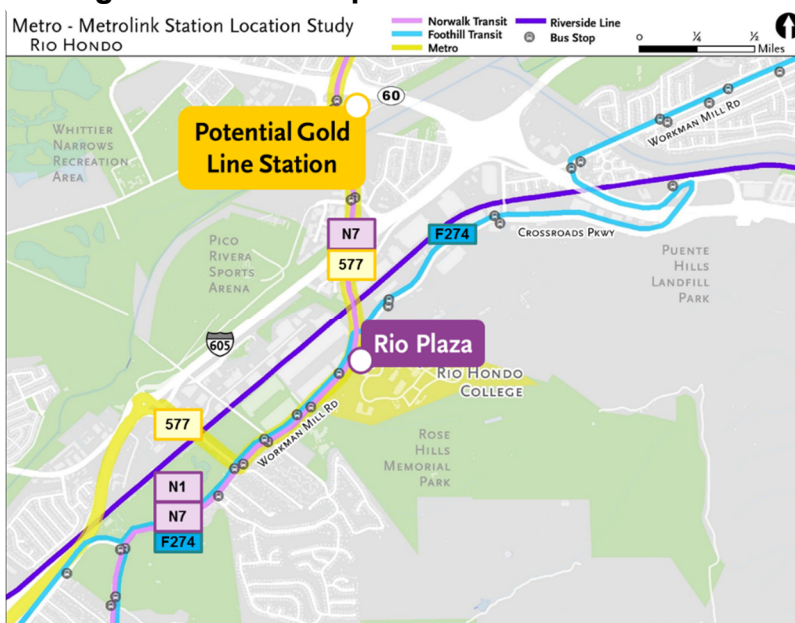 Metro - Metrolink Station Location Study
RIO HONDO
Norwalk Transit
Foothill Transit
Metro
Riverside Line
Bus Stop
0 ¼ ½
Miles
60
WORKMAN MILL RD
WHITTIER
NARROWS
RECREATION
AREA
Potential Gold
Line Station
N7
577
F274
CROSSROADS PKWY
PICO
RIVERA
SPORTS
ARENA
PUENTE
HILLS
LANDFILL
PARK
605
Rio Plaza
RIO HONDO
COLLEGE
577
WORKMAN MILL RD
ROSE
HILLS
MEMORIAL
PARK
N1
N7
F274